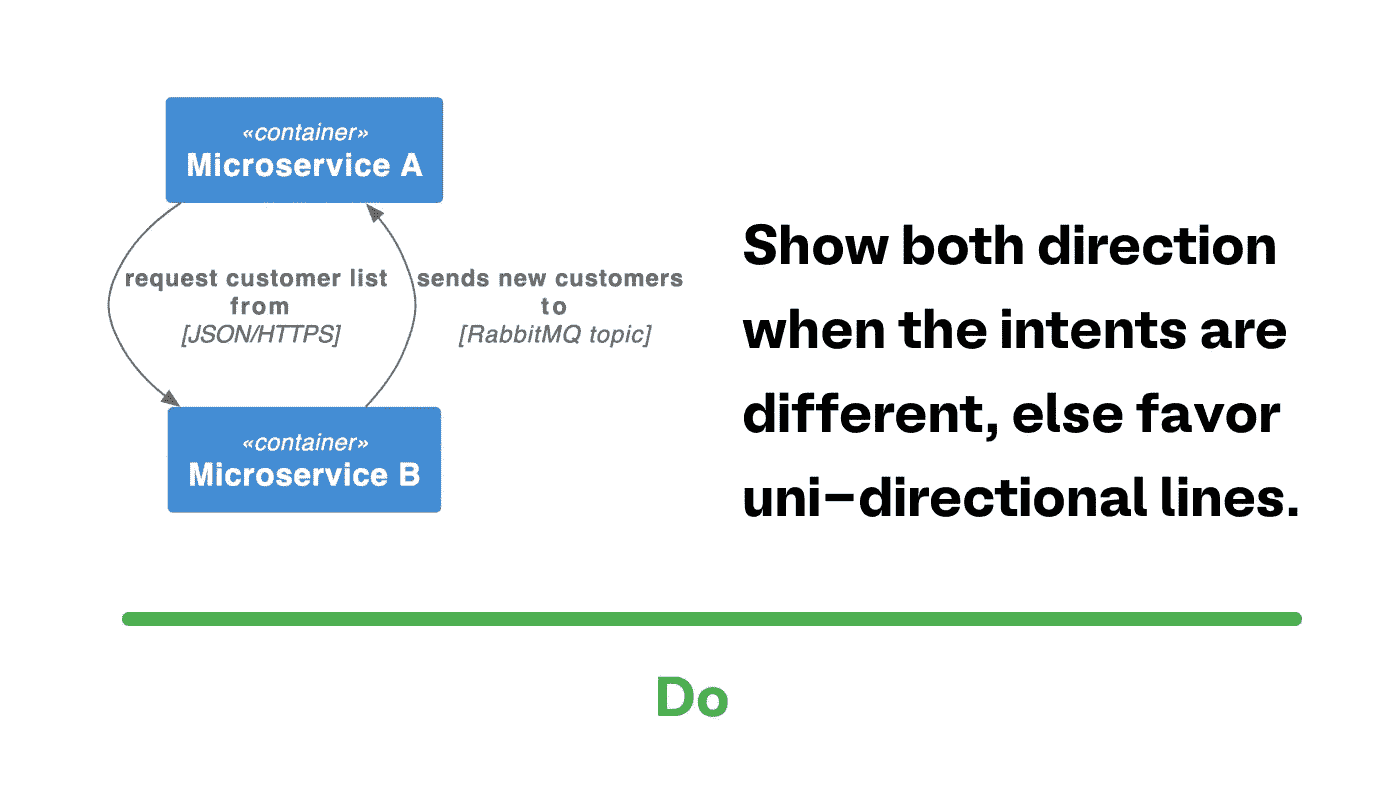 «container»
Microservice A
request customer list
from
[JSON/HTTPS]
sends new customers
to
[RabbitMQ topic]
«container»
Microservice B
Show both direction
when the intents are
different, else favor
uni–directional lines.
Do